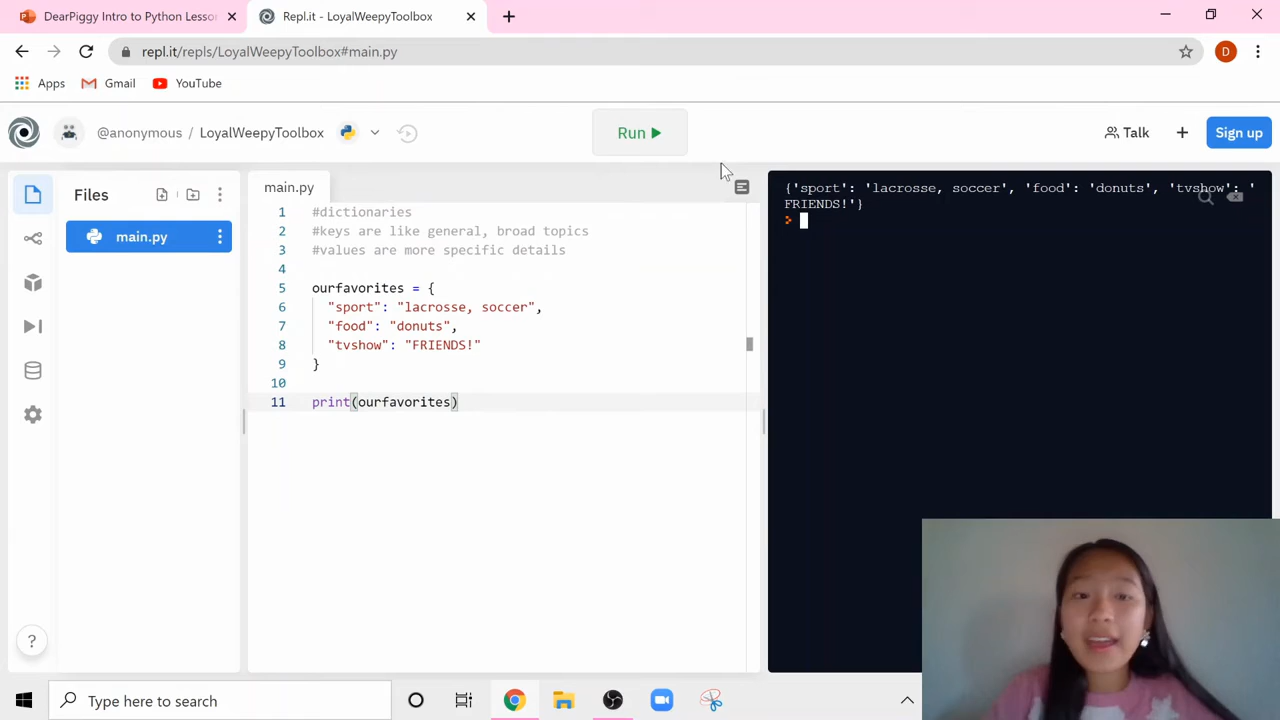 DearPiggy Intro to Python Lesso
Repl.it - LoyalWeepyToolbox
repl.it/repls/LoyalWeepyToolbox#main.py
D
Apps
Gmail
YouTube
@anonymous / LoyalWeepyToolbox
Run
Talk
Sign up
Files
main.py
main.py
1 #dictionaries
2 #keys are like general, broad topics
3 #values are more specific details
4
5 ourfavorites = {
6 "sport": "lacrosse, soccer",
7 "food": "donuts",
8 "tvshow": "FRIENDS!"
9 }
10
11 print(ourfavorites)
{'sport': 'lacrosse, soccer', 'food': 'donuts', 'tvshow': '
FRIENDS!'}
>
?
Type here to search